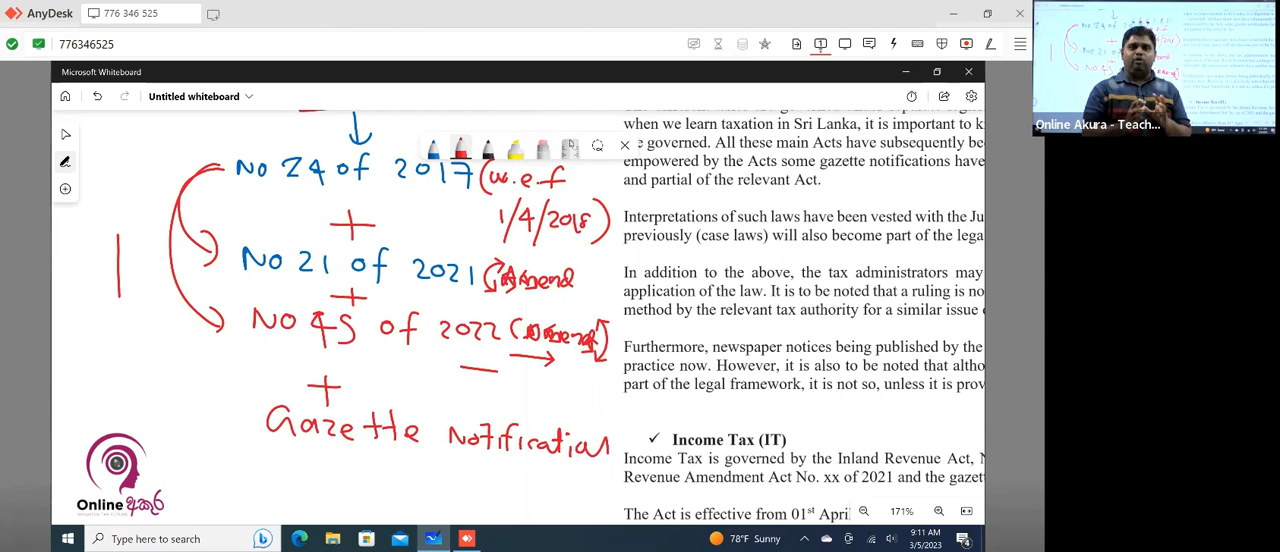 AnyDesk
776 346 525
776346525
Microsoft Whiteboard
Untitled whiteboard
No 24 of 2017 (w.e.f
1/4/2018)
+
No 21 of 2021 (Amend
+
No 45 of 2022 (Amend)
+
Gazette Notification
when we learn taxation in Sri Lanka, it is important to k
e governed. All these main Acts have subsequently be
empowered by the Acts some gazette notifications have
and partial of the relevant Act.
Interpretations of such laws have been vested with the Ju
previously (case laws) will also become part of the legal
In addition to the above, the tax administrators may
application of the law. It is to be noted that a ruling is no
method by the relevant tax authority for a similar issue
Furthermore, newspaper notices being published by the
practice now. However, it is also to be noted that altho
part of the legal framework, it is not so, unless it is prov
✓ Income Tax (IT)
Income Tax is governed by the Inland Revenue Act, N
Revenue Amendment Act No. xx of 2021 and the gazet
The Act is effective from 01st April
171%
Online අකුර
Online Akura - Teach...
Type here to search
78°F Sunny
9:11 AM
3/5/2023
4